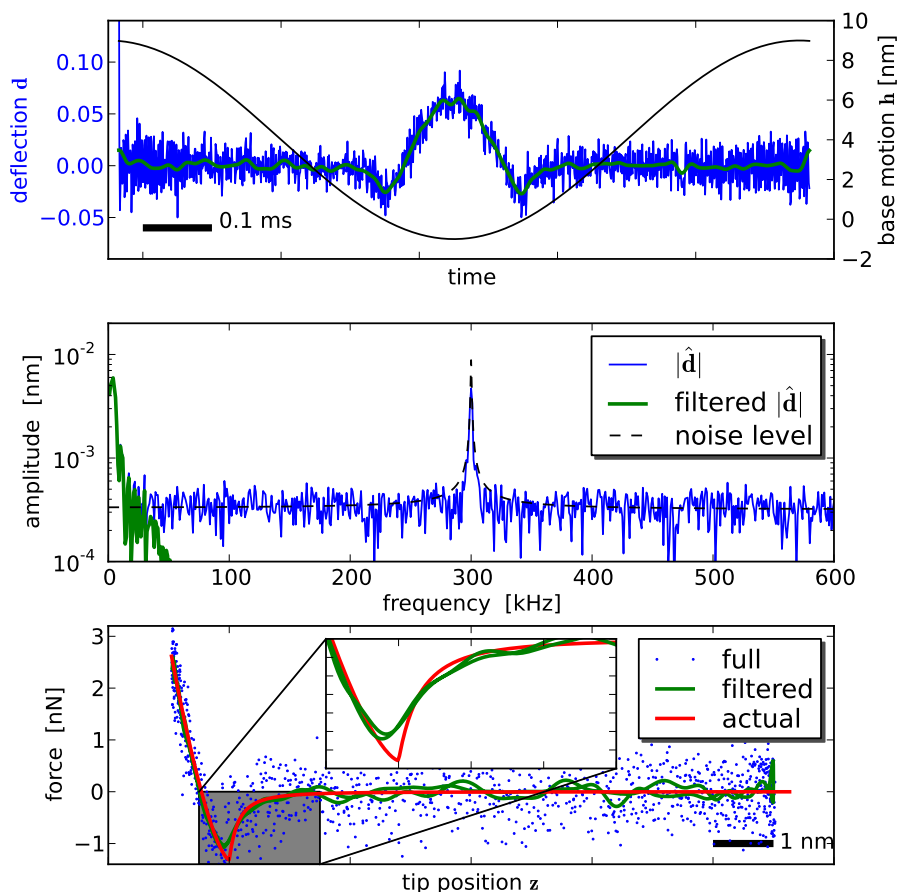 0.10
0.05
0.00
−0.05
deflection d
10
8
6
4
2
0
−2
base motion h [nm]
0.1 ms
time
10⁻²
10⁻³
10⁻⁴
amplitude [nm]
|d̂|
filtered |d̂|
noise level
0 100 200 300 400 500 600
frequency [kHz]
3
2
1
0
−1
force [nN]
full
filtered
actual
1 nm
tip position z